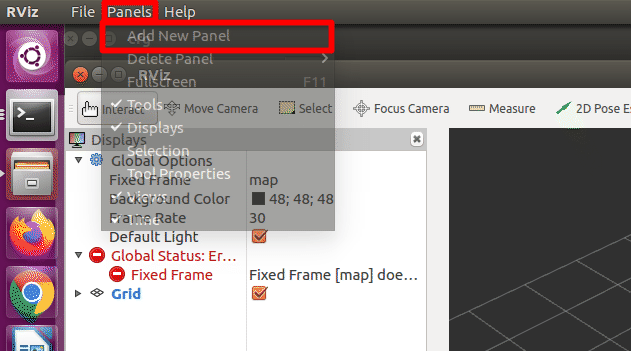 RViz File Panels Help
Add New Panel
Delete Panel
RViz
Fullscreen F11
Tools
Interact Move Camera Select Focus Camera Measure 2D Pose Es
Displays
Displays
Selection
Global Options
Tool Properties
Fixed Frame map
Background Color 48; 48; 48
Views
Frame Rate 30
Time
Default Light
Global Status: Er...
Fixed Frame Fixed Frame [map] doe...
Grid